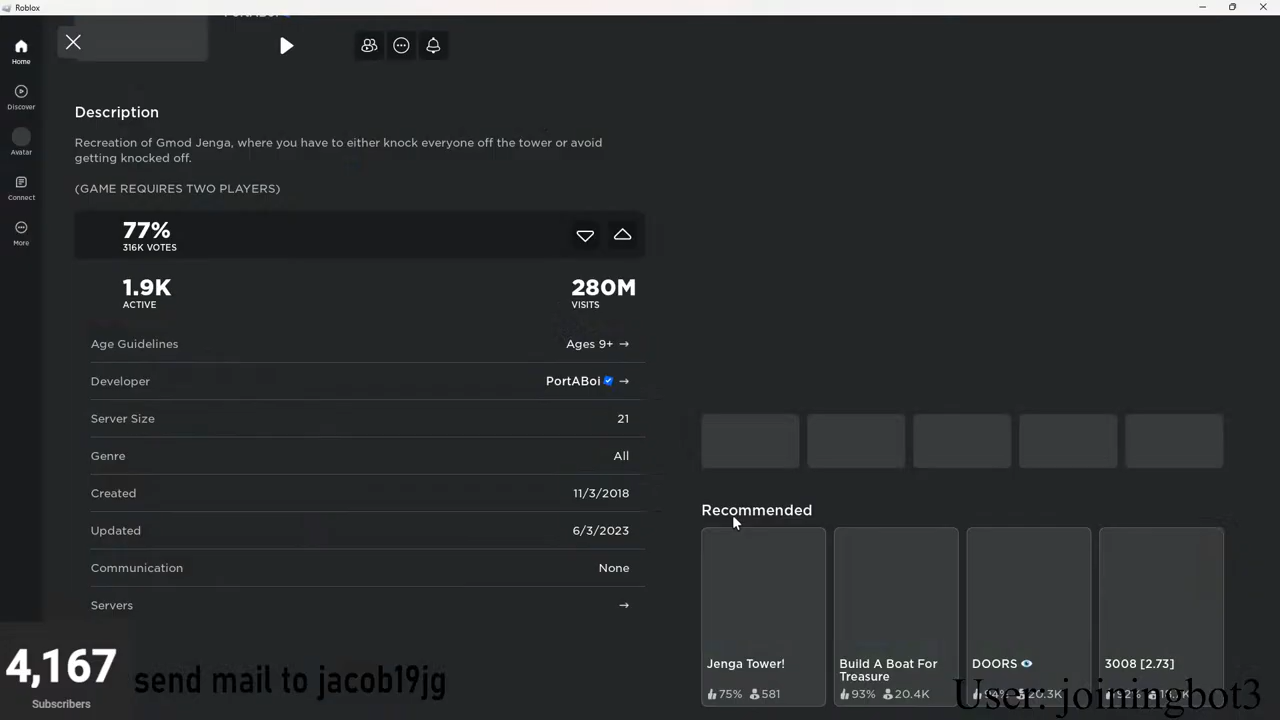 Roblox
Home
Discover
Avatar
Connect
More
Description
Recreation of Gmod Jenga, where you have to either knock everyone off the tower or avoid
getting knocked off.
(GAME REQUIRES TWO PLAYERS)
77%
316K VOTES
1.9K
ACTIVE
280M
VISITS
Age Guidelines Ages 9+ →
Developer PortABoi →
Server Size 21
Genre All
Created 11/3/2018
Updated 6/3/2023
Communication None
Servers →
Recommended
Jenga Tower!
75% 581
Build A Boat For
Treasure
93% 20.4K
DOORS 👁
94% 20.3K
3008 [2.73]
92%
4,167
Subscribers
send mail to jacob19jg
User: joiningbot3